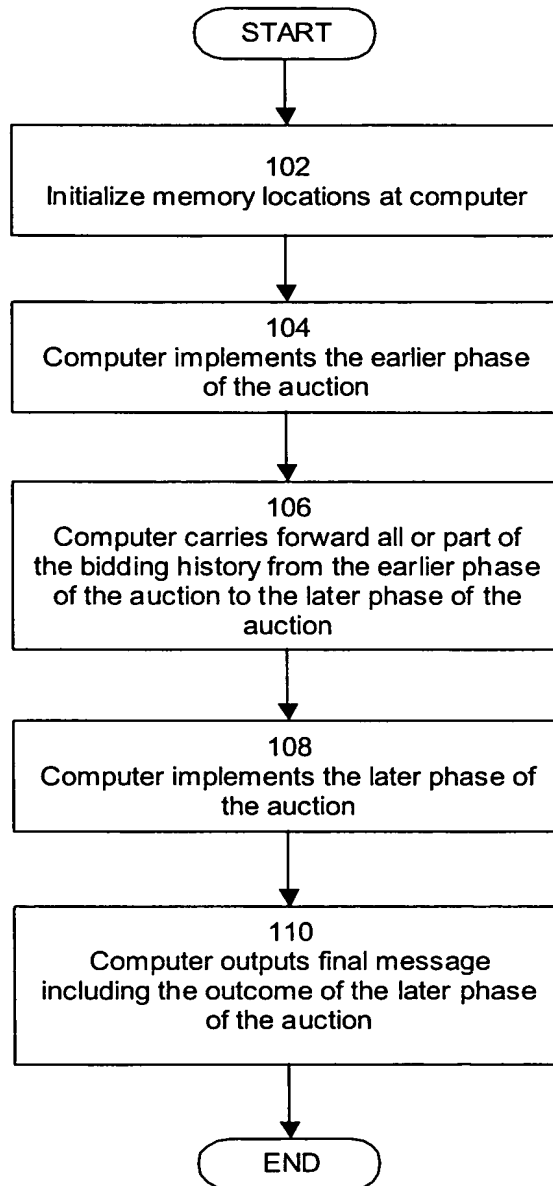 START
102
Initialize memory locations at computer
104
Computer implements the earlier phase
of the auction
106
Computer carries forward all or part of
the bidding history from the earlier phase
of the auction to the later phase of the
auction
108
Computer implements the later phase of
the auction
110
Computer outputs final message
including the outcome of the later phase
of the auction
END